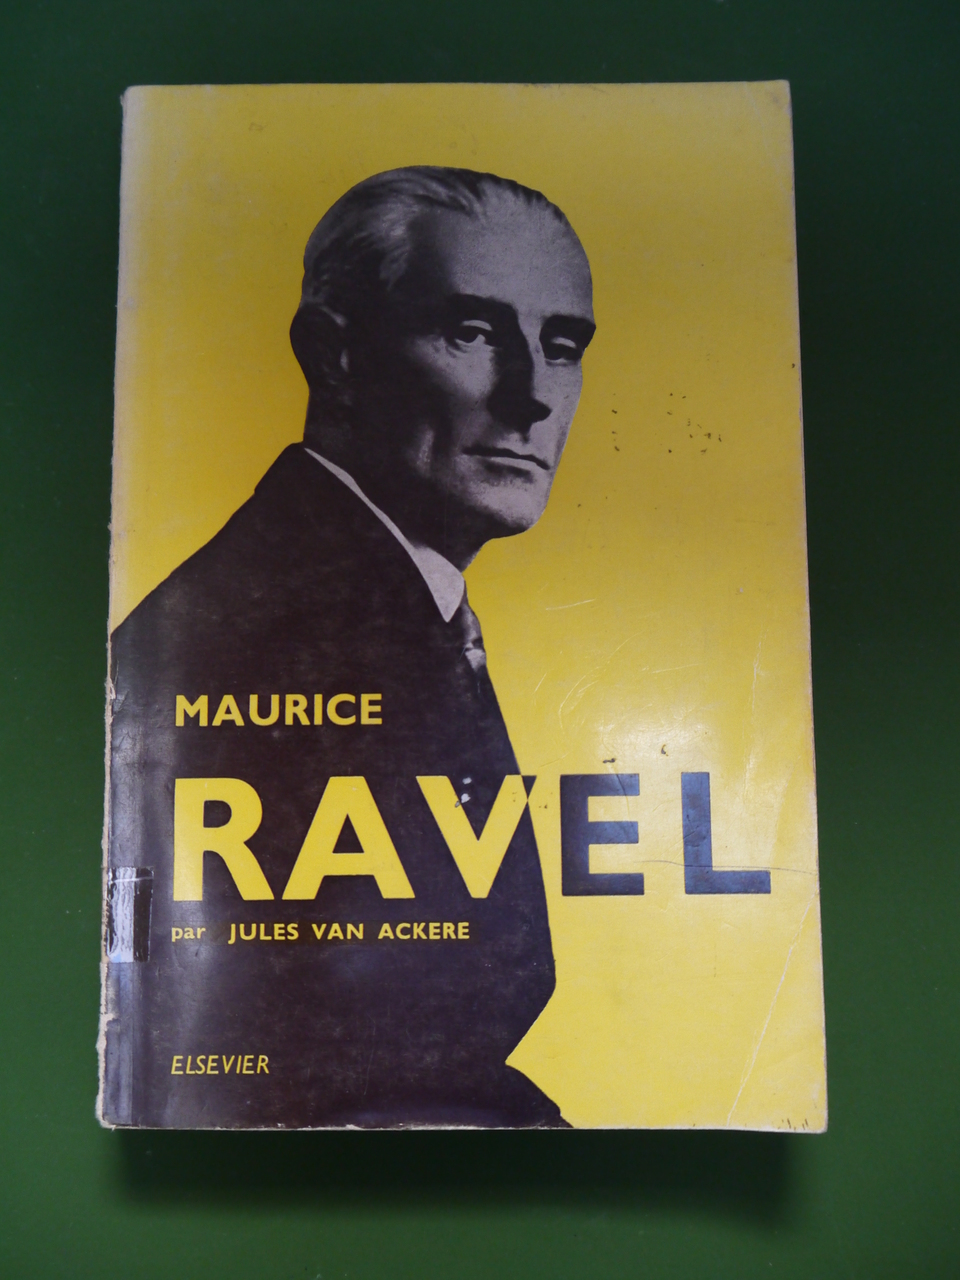 MAURICE
RAVEL
par JULES VAN ACKERE
ELSEVIER